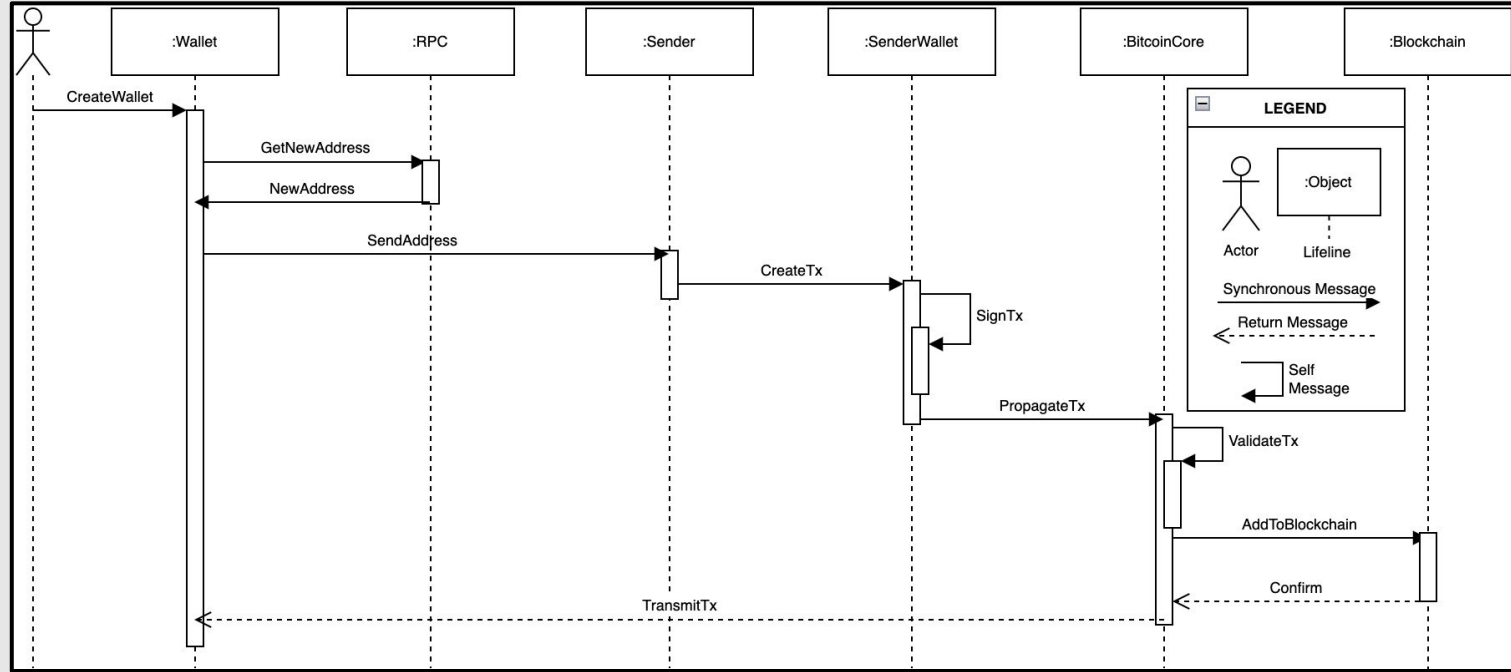 :Wallet
:RPC
:Sender
:SenderWallet
:BitcoinCore
:Blockchain
CreateWallet
GetNewAddress
NewAddress
SendAddress
CreateTx
SignTx
PropagateTx
ValidateTx
AddToBlockchain
Confirm
TransmitTx
LEGEND
:Object
Actor
Lifeline
Synchronous Message
Return Message
Self
Message